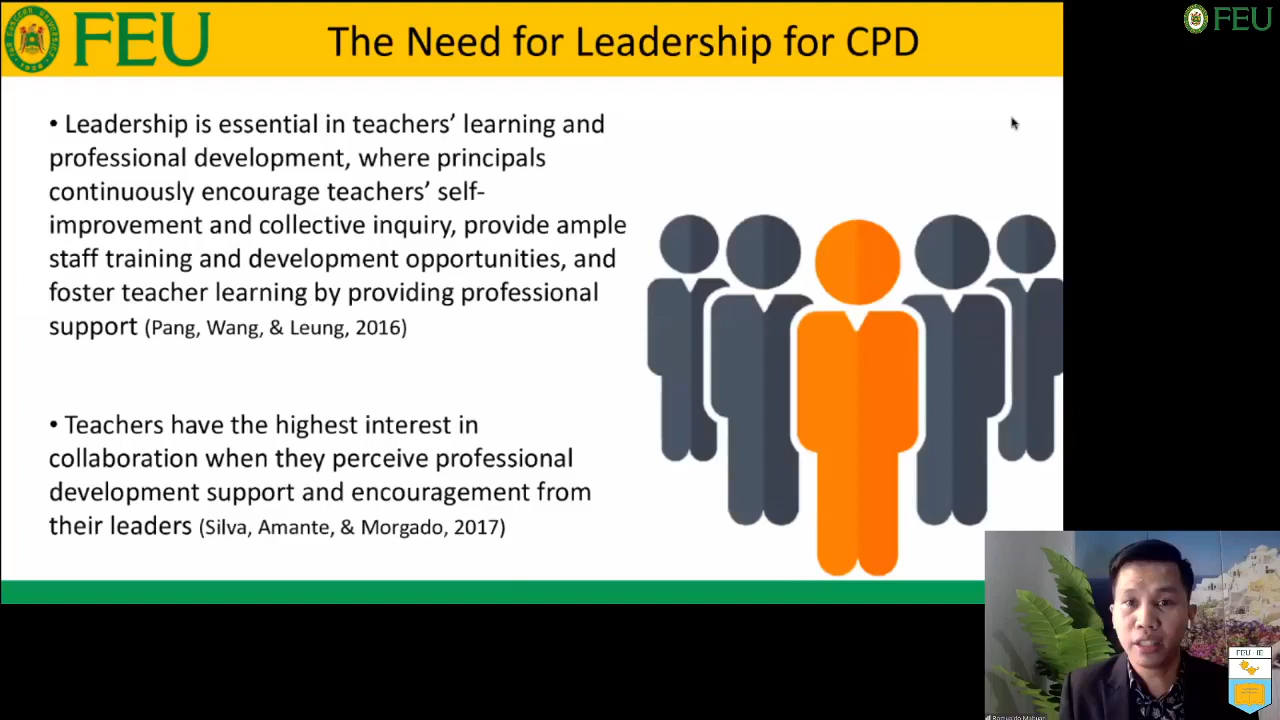 FEU
The Need for Leadership for CPD
FEU
• Leadership is essential in teachers’ learning and
professional development, where principals
continuously encourage teachers’ self-
improvement and collective inquiry, provide ample
staff training and development opportunities, and
foster teacher learning by providing professional
support (Pang, Wang, & Leung, 2016)
• Teachers have the highest interest in
collaboration when they perceive professional
development support and encouragement from
their leaders (Silva, Amante, & Morgado, 2017)
FEU - IE